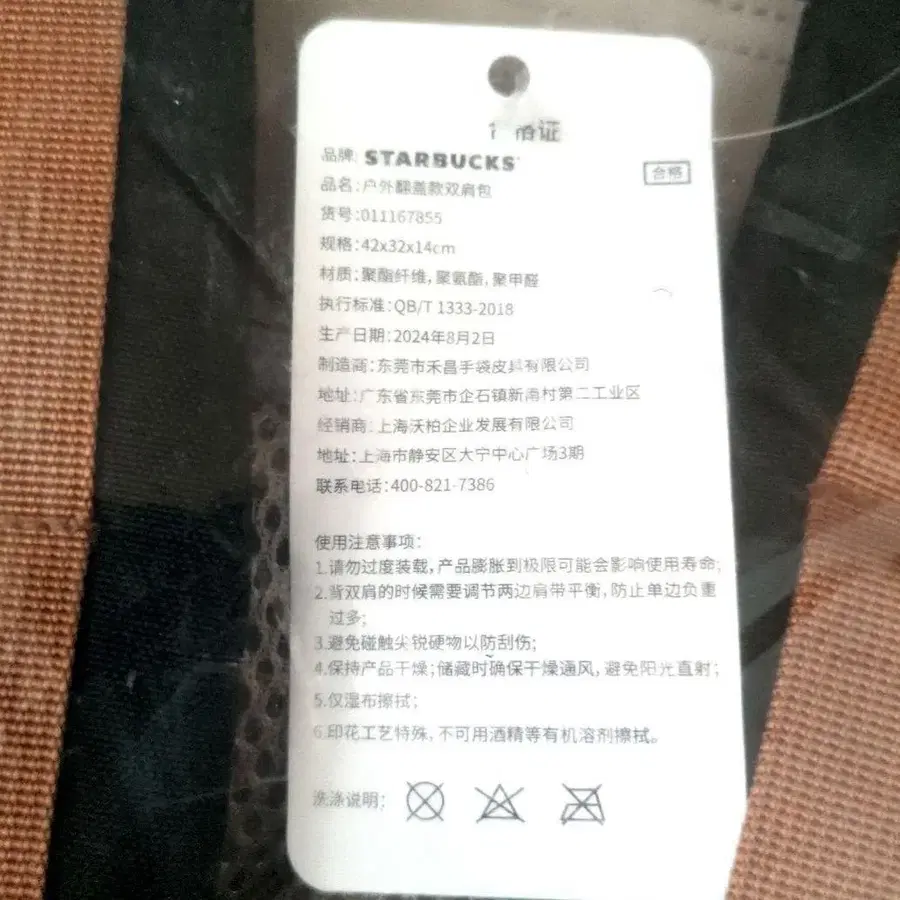 合格证
品牌: STARBUCKS
合格
品名:户外翻盖款双肩包
货号:011167855
规格:42x32x14cm
材质:聚酯纤维,聚氨酯,聚甲醛
执行标准:QB/T 1333-2018
生产日期:2024年8月2日
制造商:东莞市禾昌手袋皮具有限公司
地址:广东省东莞市企石镇新南村第二工业区
经销商:上海沃柏企业发展有限公司
地址:上海市静安区大宁中心广场3期
联系电话:400-821-7386
使用注意事项:
1.请勿过度装载,产品膨胀到极限可能会影响使用寿命;
2.背双肩的时候需要调节两边肩带平衡,防止单边负重
过多;
3.避免碰触尖锐硬物以防刮伤;
4.保持产品干燥;储藏时确保干燥通风,避免阳光直射;
5.仅湿布擦拭;
6.印花工艺特殊,不可用酒精等有机溶剂擦拭。
洗涤说明: